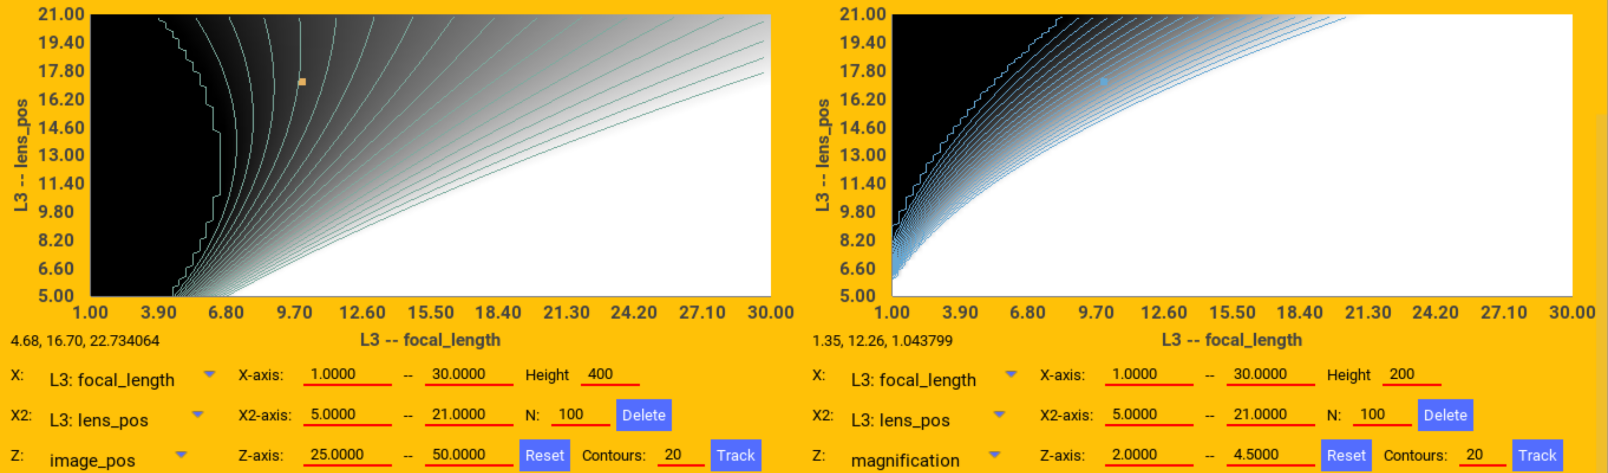 21.00
19.40
17.80
16.20
14.60
13.00
11.40
9.80
8.20
6.60
5.00
L3 -- lens_pos
1.00 3.90 6.80 9.70 12.60 15.50 18.40 21.30 24.20 27.10 30.00
4.68, 16.70, 22.734064
L3 -- focal_length
X: L3: focal_length X-axis: 1.0000 -- 30.0000 Height 400
X2: L3: lens_pos X2-axis: 5.0000 -- 21.0000 N: 100 Delete
Z: image_pos Z-axis: 25.0000 -- 50.0000 Reset Contours: 20 Track
21.00
19.40
17.80
16.20
14.60
13.00
11.40
9.80
8.20
6.60
5.00
L3 -- lens_pos
1.00 3.90 6.80 9.70 12.60 15.50 18.40 21.30 24.20 27.10 30.00
1.35, 12.26, 1.043799
L3 -- focal_length
X: L3: focal_length X-axis: 1.0000 -- 30.0000 Height 200
X2: L3: lens_pos X2-axis: 5.0000 -- 21.0000 N: 100 Delete
Z: magnification Z-axis: 2.0000 -- 4.5000 Reset Contours: 20 Track